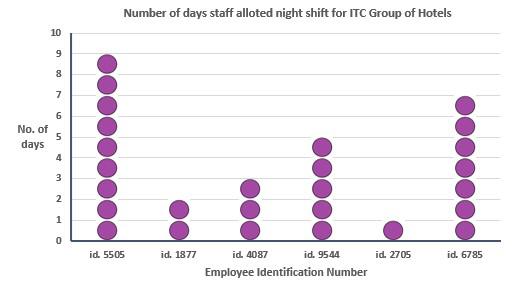 Number of days staff alloted night shift for ITC Group of Hotels
10
9
8
7
6
5
4
3
2
1
0
No. of
days
id. 5505 id. 1877 id. 4087 id. 9544 id. 2705 id. 6785
Employee Identification Number